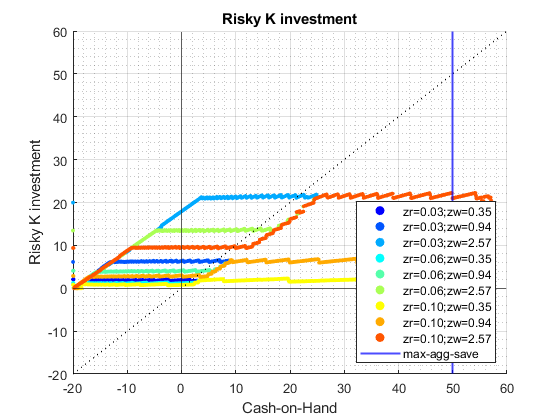 Risky K investment
60
50
40
30
20
10
0
-10
-20
-20
-10
0
10
20
30
40
50
60
Risky K investment
Cash-on-Hand
zr=0.03;zw=0.35
zr=0.03;zw=0.94
zr=0.03;zw=2.57
zr=0.06;zw=0.35
zr=0.06;zw=0.94
zr=0.06;zw=2.57
zr=0.10;zw=0.35
zr=0.10;zw=0.94
zr=0.10;zw=2.57
max-agg-save